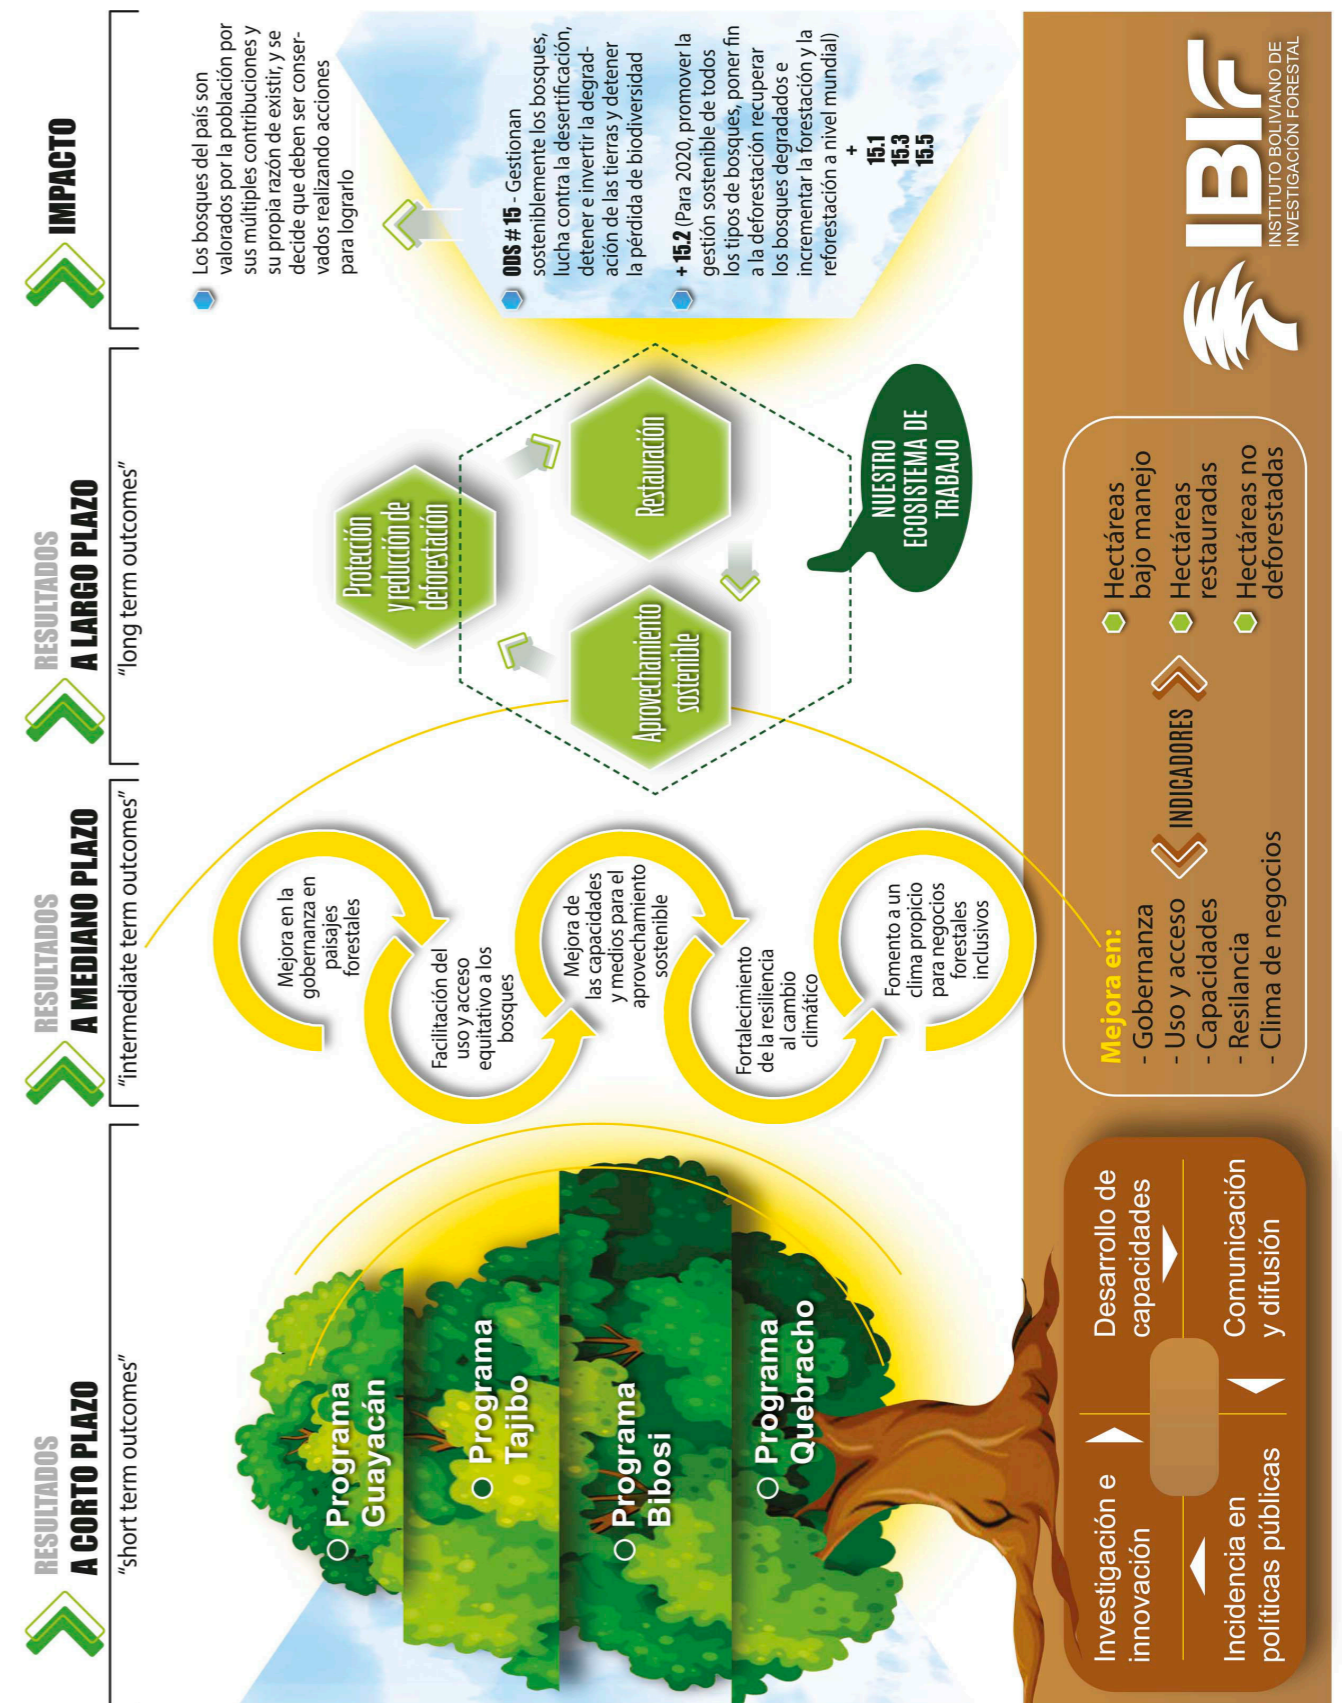 RESULTADOS
A CORTO PLAZO
"short term outcomes"
Programa
Guayacán
Programa
Tajibo
Programa
Bibosi
Programa
Quebracho
Investigación e
innovación
Desarrollo de
capacidades
Incidencia en
políticas públicas
Comunicación
y difusión
RESULTADOS
A MEDIANO PLAZO
"intermediate term outcomes"
Mejora en la
gobernanza en
paisajes
forestales
Facilitación del
uso y acceso
equitativo a los
bosques
Mejora de
las capacidades
y medios para el
aprovechamiento
sostenible
Fortalecimiento
de la resiliencia
al cambio
climático
Fomento a un
clima propicio
para negocios
forestales
inclusivos
Mejora en:
- Gobernanza
- Uso y acceso
- Capacidades
- Resilancia
- Clima de negocios
INDICADORES
Hectáreas
bajo manejo
Hectáreas
restauradas
Hectáreas no
deforestadas
RESULTADOS
A LARGO PLAZO
"long term outcomes"
Protección
y reducción de
deforestación
Aprovechamiento
sostenible
Restauración
NUESTRO
ECOSISTEMA DE
TRABAJO
IMPACTO
Los bosques del país son
valorados por la población por
sus múltiples contribuciones y
su propia razón de existir, y se
decide que deben ser conser-
vados realizando acciones
para lograrlo
ODS # 15 - Gestionan
sosteniblemente los bosques,
lucha contra la desertificación,
detener e invertir la degrad-
ación de las tierras y detener
la pérdida de biodiversidad
+ 15.2 (Para 2020, promover la
gestión sostenible de todos
los tipos de bosques, poner fin
a la deforestación recuperar
los bosques degradados e
incrementar la forestación y la
reforestación a nivel mundial)
+
15.1
15.3
15.5
IBIF
INSTITUTO BOLIVIANO DE
INVESTIGACIÓN FORESTAL